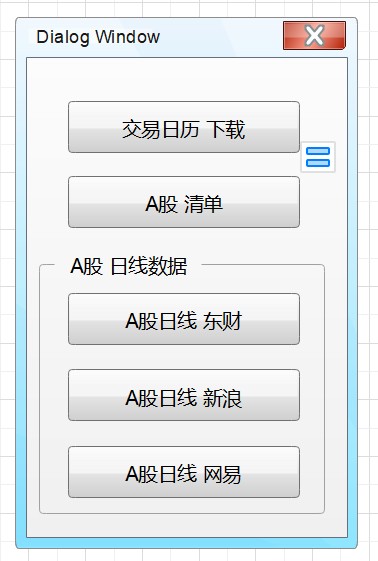 Dialog Window
交易日历 下载
A股 清单
A股 日线数据
A股日线 东财
A股日线 新浪
A股日线 网易